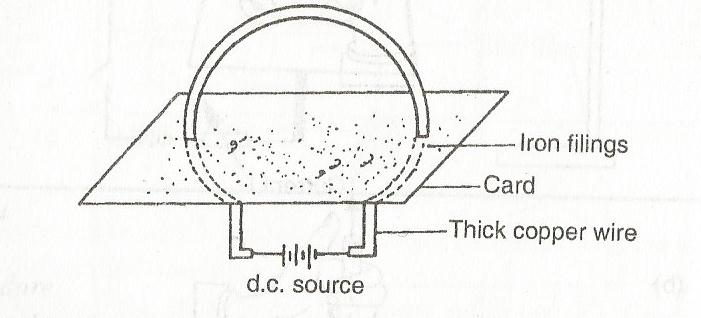 Iron filings
Card
Thick copper wire
d.c. source
(d)